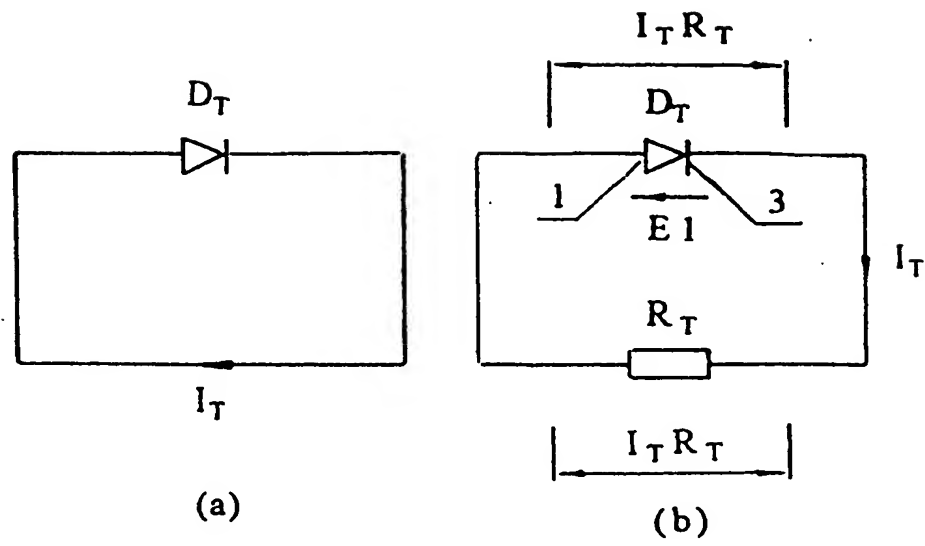 D_T
I_T
(a)
I_T R_T
D_T
1
3
E 1
I_T
R_T
I_T R_T
(b)